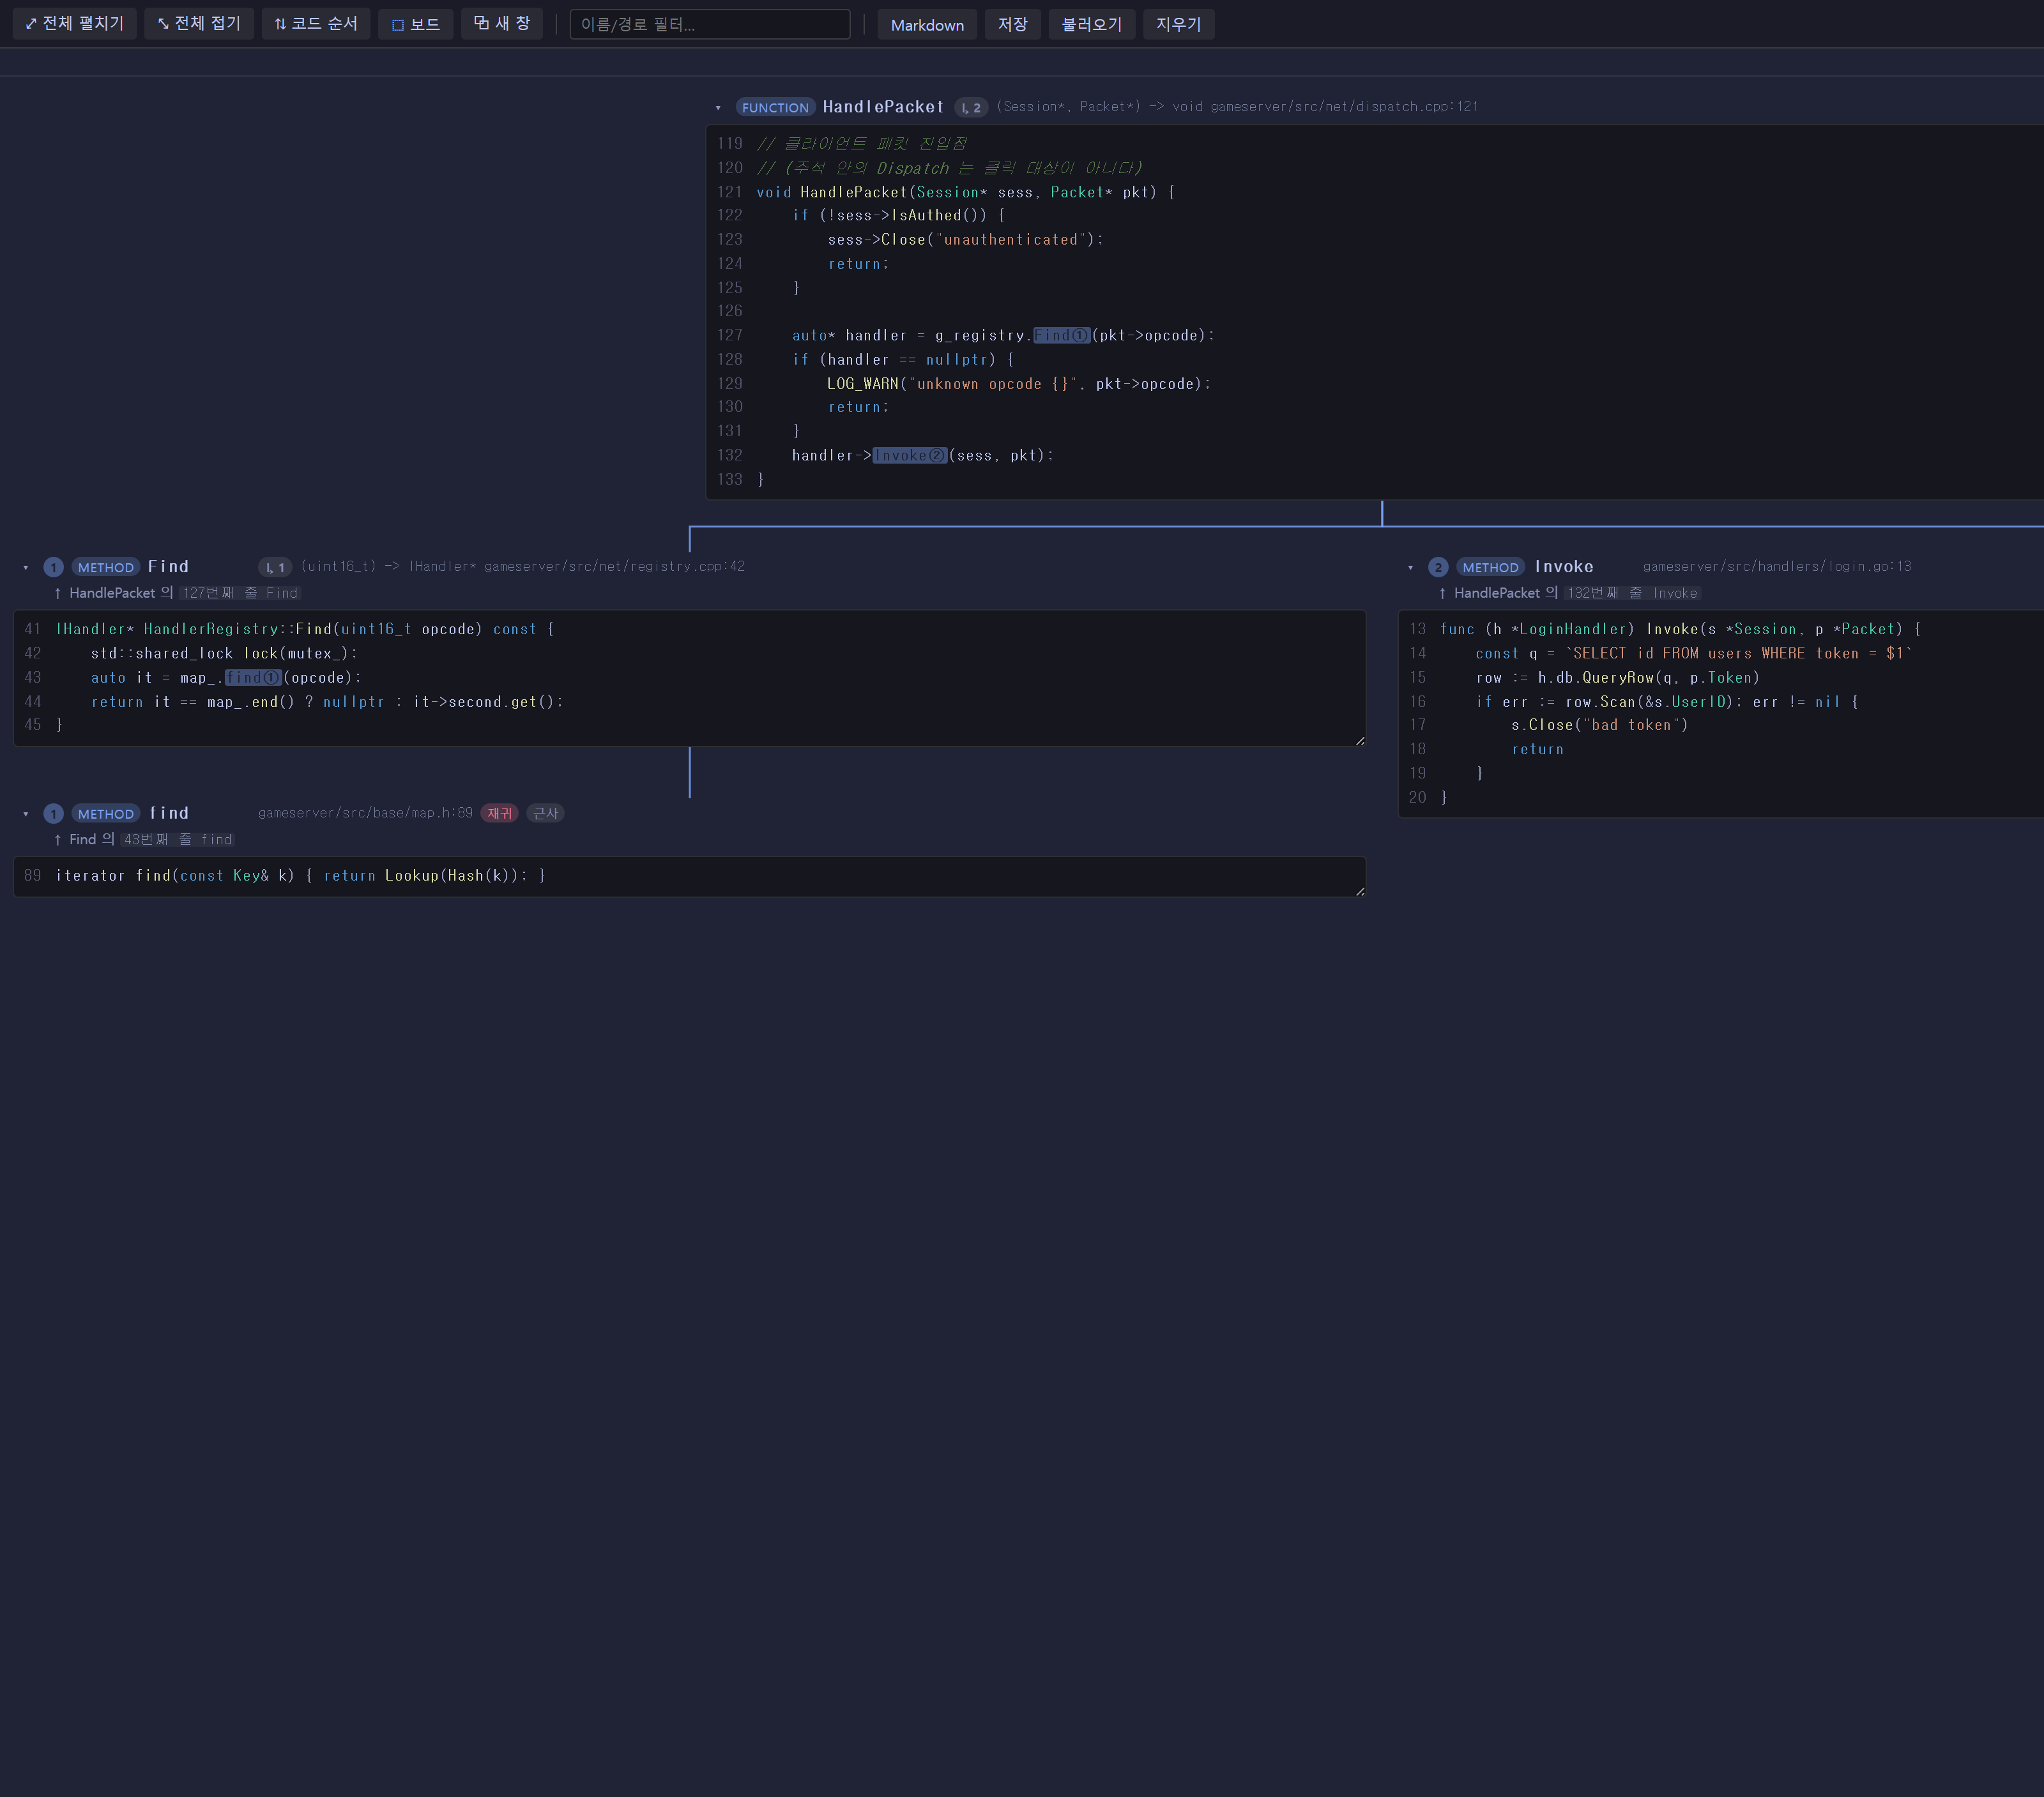 ⤢ 전체 펼치기 ⤡ 전체 접기 ⇅ 코드 순서 ⬚ 보드 ⧉ 새 창 이름/경로 필터... Markdown 저장 불러오기 지우기
▾ FUNCTION HandlePacket ↳ 2 (Session*, Packet*) -> void gameserver/src/net/dispatch.cpp:121
119 // 클라이언트 패킷 진입점
120 // (주석 안의 Dispatch 는 클릭 대상이 아니다)
121 void HandlePacket(Session* sess, Packet* pkt) {
122     if (!sess->IsAuthed()) {
123         sess->Close("unauthenticated");
124         return;
125     }
126
127     auto* handler = g_registry.Find①(pkt->opcode);
128     if (handler == nullptr) {
129         LOG_WARN("unknown opcode {}", pkt->opcode);
130         return;
131     }
132     handler->Invoke②(sess, pkt);
133 }
▾ 1 METHOD Find ↳ 1 (uint16_t) -> IHandler* gameserver/src/net/registry.cpp:42
↑ HandlePacket 의 127번째 줄 Find
41 IHandler* HandlerRegistry::Find(uint16_t opcode) const {
42     std::shared_lock lock(mutex_);
43     auto it = map_.find①(opcode);
44     return it == map_.end() ? nullptr : it->second.get();
45 }
▾ 2 METHOD Invoke gameserver/src/handlers/login.go:13
↑ HandlePacket 의 132번째 줄 Invoke
13 func (h *LoginHandler) Invoke(s *Session, p *Packet) {
14     const q = `SELECT id FROM users WHERE token = $1`
15     row := h.db.QueryRow(q, p.Token)
16     if err := row.Scan(&s.UserID); err != nil {
17         s.Close("bad token")
18         return
19     }
20 }
▾ 1 METHOD find gameserver/src/base/map.h:89 재귀 근사
↑ Find 의 43번째 줄 find
89 iterator find(const Key& k) { return Lookup(Hash(k)); }